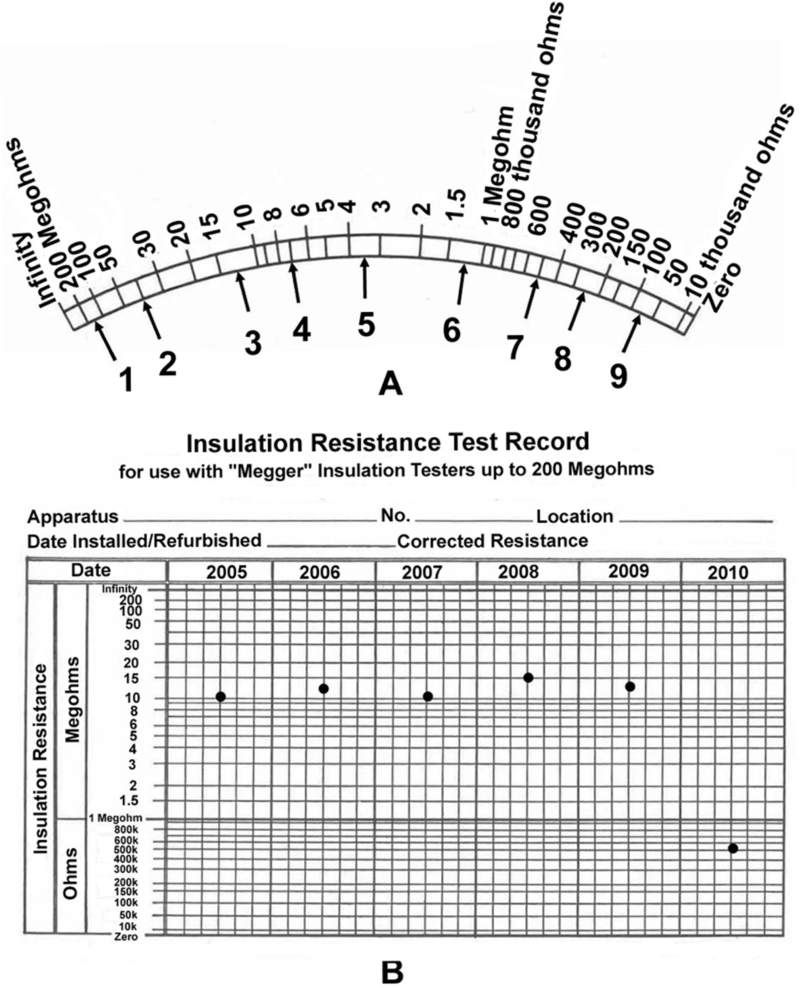 Infinity
200 Megohms
100
50
30
20
15
10
8
6
5
4
3
2
1.5
1 Megohm
800 thousand ohms
600
400
300
200
150
100
50
10 thousand ohms
Zero
1
2
3
4
5
6
7
8
9
A
Insulation Resistance Test Record
for use with "Megger" Insulation Testers up to 200 Megohms
Apparatus No. Location
Date Installed/Refurbished Corrected Resistance
Date 2005 2006 2007 2008 2009 2010
Insulation Resistance
Megohms
Infinity
200
100
50
30
20
15
10
8
6
5
4
3
2
1.5
1 Megohm
Ohms
800k
600k
500k
400k
300k
200k
150k
100k
50k
10k
Zero
B